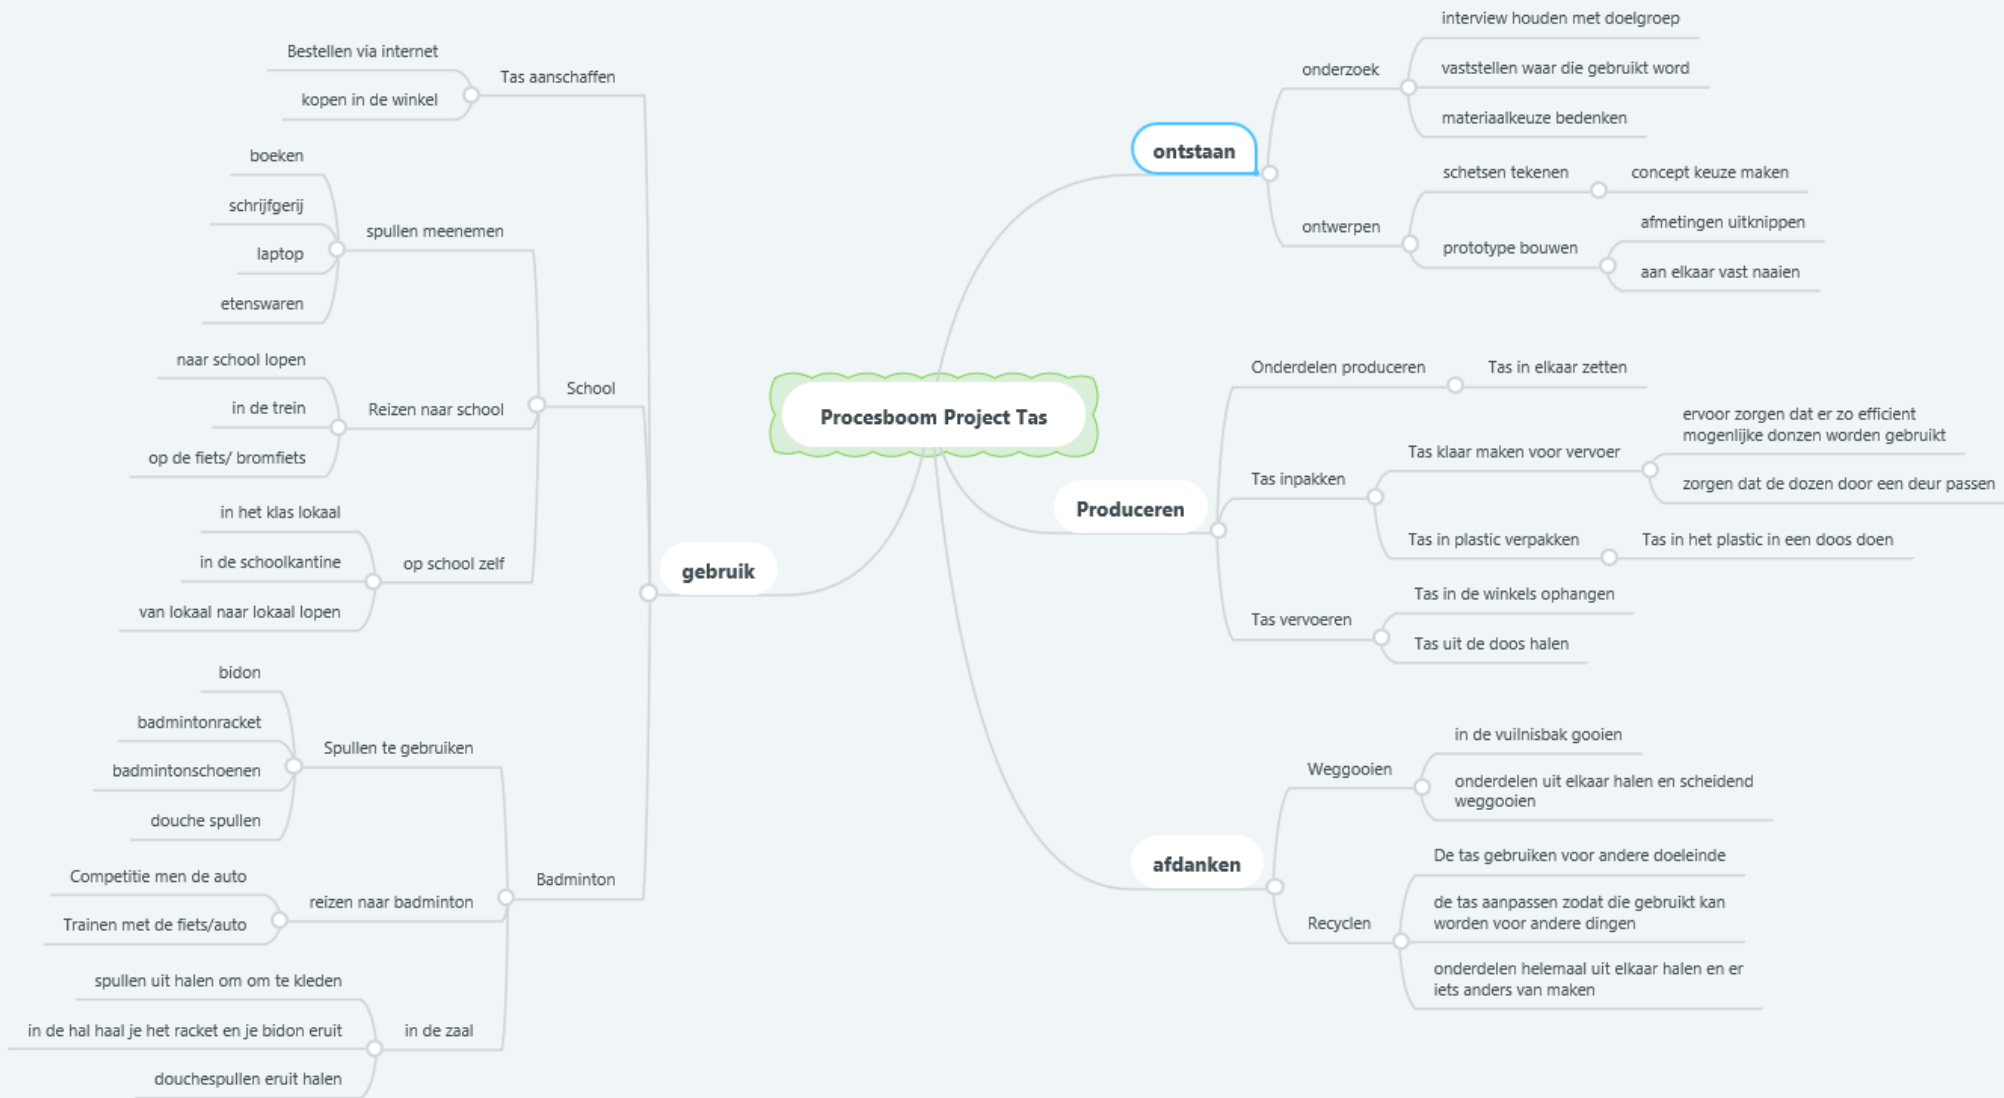 Procesboom Project Tas
ontstaan
onderzoek
interview houden met doelgroep
vaststellen waar die gebruikt word
materiaalkeuze bedenken
ontwerpen
schetsen tekenen
concept keuze maken
prototype bouwen
afmetingen uitknippen
aan elkaar vast naaien
Produceren
Onderdelen produceren
Tas in elkaar zetten
Tas inpakken
Tas klaar maken voor vervoer
ervoor zorgen dat er zo efficient
mogenlijke donzen worden gebruikt
zorgen dat de dozen door een deur passen
Tas in plastic verpakken
Tas in het plastic in een doos doen
Tas vervoeren
Tas in de winkels ophangen
Tas uit de doos halen
afdanken
Weggooien
in de vuilnisbak gooien
onderdelen uit elkaar halen en scheidend
weggooien
Recyclen
De tas gebruiken voor andere doeleinde
de tas aanpassen zodat die gebruikt kan
worden voor andere dingen
onderdelen helemaal uit elkaar halen en er
iets anders van maken
gebruik
Tas aanschaffen
Bestellen via internet
kopen in de winkel
School
spullen meenemen
boeken
schrijfgerij
laptop
etenswaren
Reizen naar school
naar school lopen
in de trein
op de fiets/ bromfiets
op school zelf
in het klas lokaal
in de schoolkantine
van lokaal naar lokaal lopen
Badminton
Spullen te gebruiken
bidon
badmintonracket
badmintonschoenen
douche spullen
reizen naar badminton
Competitie men de auto
Trainen met de fiets/auto
in de zaal
spullen uit halen om om te kleden
in de hal haal je het racket en je bidon eruit
douchespullen eruit halen